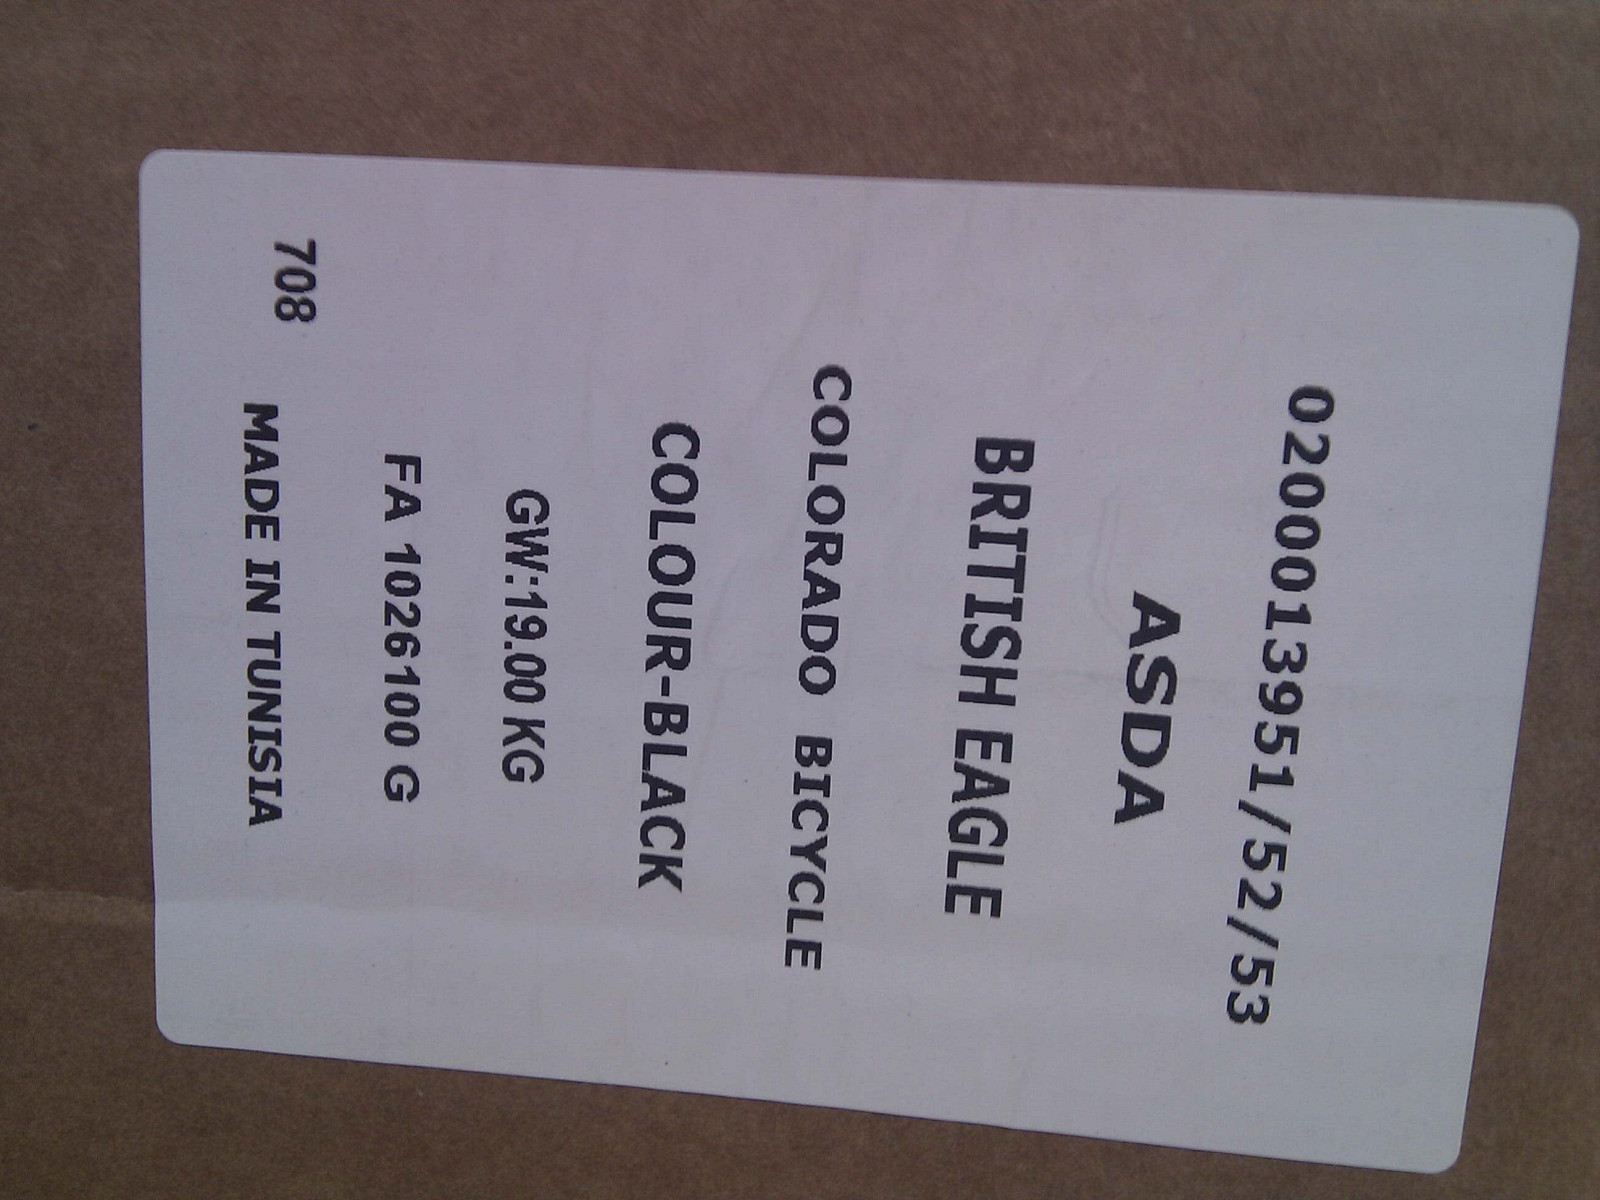 0200013951/52/53
ASDA
BRITISH EAGLE
COLORADO BICYCLE
COLOUR-BLACK
GW:19.00 KG
FA 1026100 G
708
MADE IN TUNISIA